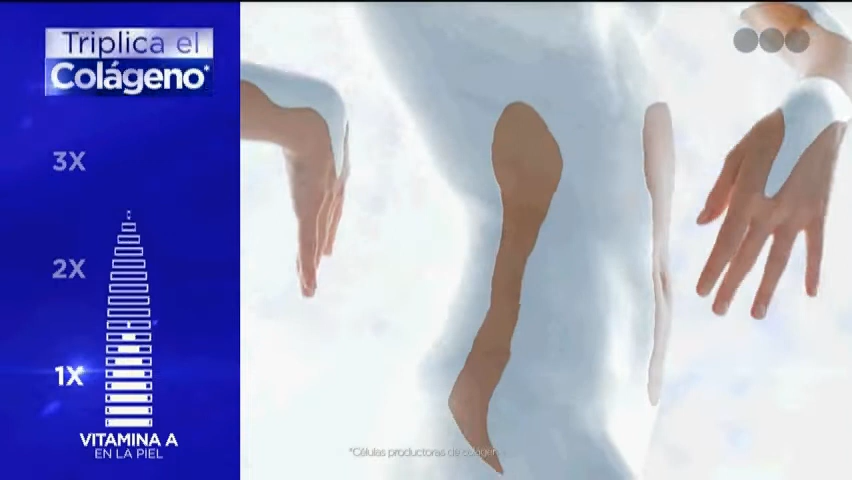 Triplica el
Colágeno*
3X
2X
1X
VITAMINA A
EN LA PIEL
*Células productoras de colágeno